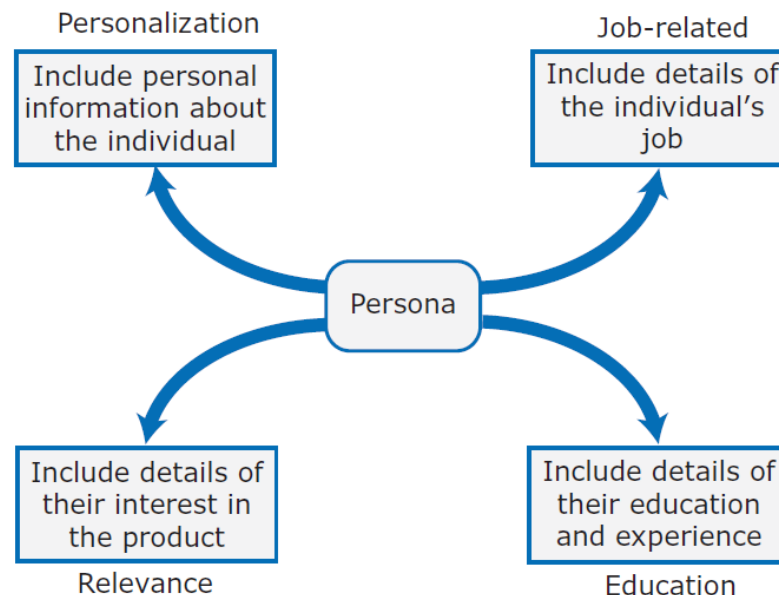 Personalization
Include personal
information about
the individual
Job-related
Include details of
the individual's
job
Persona
Include details of
their interest in
the product
Relevance
Include details of
their education
and experience
Education